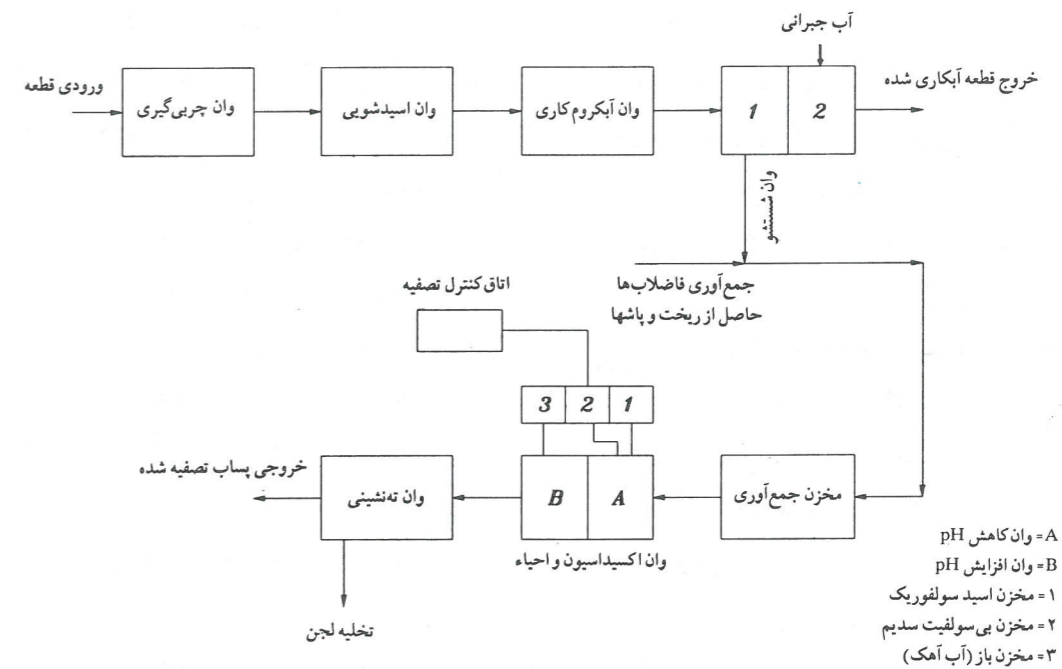 آب جبرانی
ورودی قطعه
وان چربی‌گیری
وان اسیدشویی
وان آبکروم‌کاری
1
2
خروج قطعه آبکاری شده
وان شستشو
جمع‌آوری فاضلاب‌ها
حاصل از ریخت و پاشها
اتاق کنترل تصفیه
3
2
1
خروجی پساب تصفیه شده
وان ته‌نشینی
B
A
مخزن جمع‌آوری
وان اکسیداسیون و احیاء
تخلیه لجن
A= وان کاهش pH
B= وان افزایش pH
۱= مخزن اسید سولفوریک
۲= مخزن بی‌سولفیت سدیم
۳= مخزن باز (آب آهک)